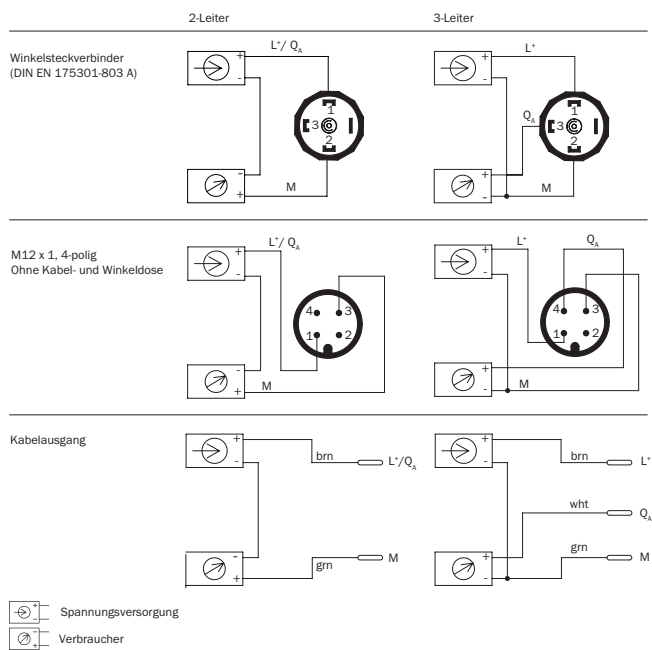 2-Leiter 3-Leiter
Winkelsteckverbinder
(DIN EN 175301-803 A)
+ L⁺/ Q_A
-
1
3
2
-
+ M
+ L⁺
-
1
Q_A 3
2
+
- M
M12 x 1, 4-polig
Ohne Kabel- und Winkeldose
+ L⁺/ Q_A
-
4 3
1 2
-
+ M
+ L⁺ Q_A
-
4 3
1 2
+
- M
Kabelausgang
+ brn L⁺/Q_A
-
-
+ grn M
+ brn L⁺
-
wht Q_A
+ grn M
-
+
- Spannungsversorgung
-
+ Verbraucher